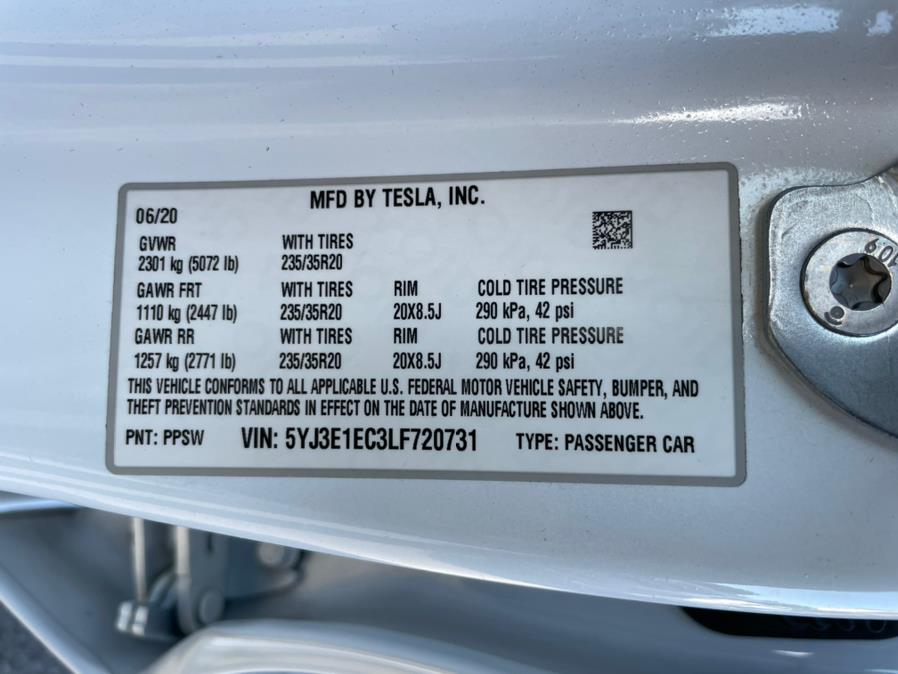 MFD BY TESLA, INC.
06/20
GVWR WITH TIRES
2301 kg (5072 lb) 235/35R20
GAWR FRT WITH TIRES RIM COLD TIRE PRESSURE
1110 kg (2447 lb) 235/35R20 20X8.5J 290 kPa, 42 psi
GAWR RR WITH TIRES RIM COLD TIRE PRESSURE
1257 kg (2771 lb) 235/35R20 20X8.5J 290 kPa, 42 psi
THIS VEHICLE CONFORMS TO ALL APPLICABLE U.S. FEDERAL MOTOR VEHICLE SAFETY, BUMPER, AND
THEFT PREVENTION STANDARDS IN EFFECT ON THE DATE OF MANUFACTURE SHOWN ABOVE.
PNT: PPSW VIN: 5YJ3E1EC3LF720731 TYPE: PASSENGER CAR
10.9